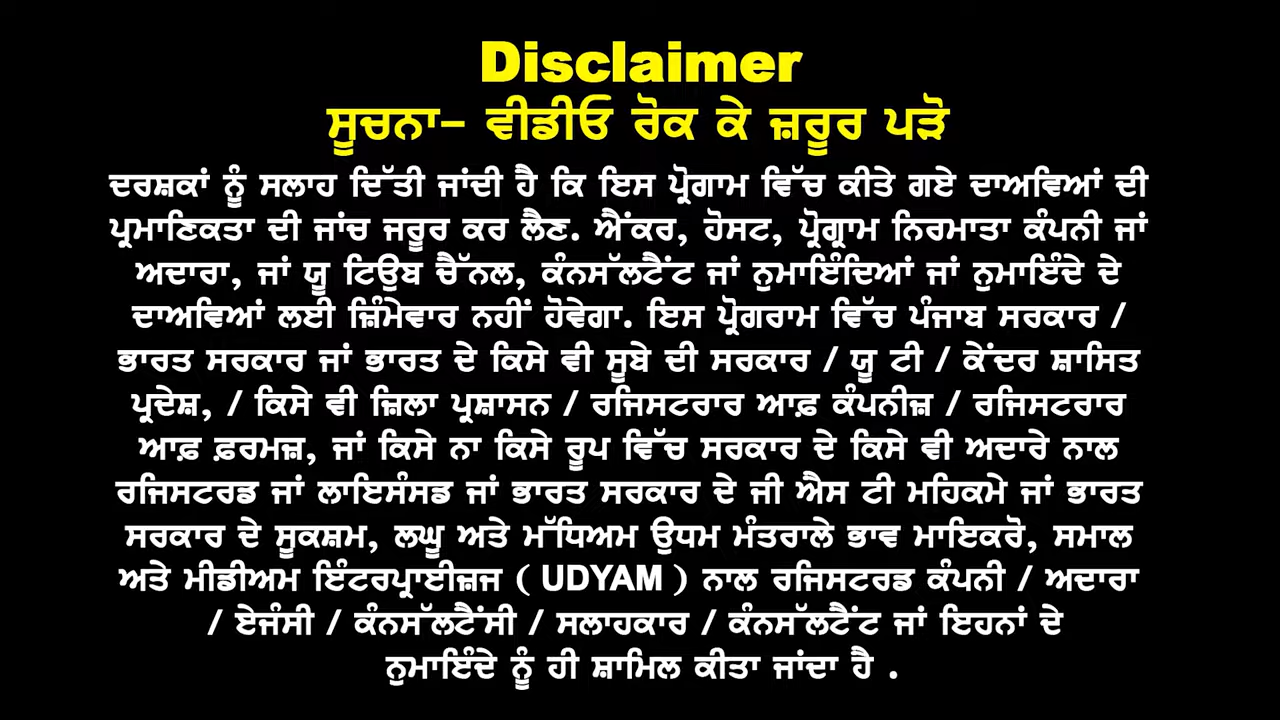 Disclaimer
ਸੂਚਨਾ- ਵੀਡੀਓ ਰੋਕ ਕੇ ਜ਼ਰੂਰ ਪੜੋ
ਦਰਸ਼ਕਾਂ ਨੂੰ ਸਲਾਹ ਦਿੱਤੀ ਜਾਂਦੀ ਹੈ ਕਿ ਇਸ ਪ੍ਰੋਗਾਮ ਵਿੱਚ ਕੀਤੇ ਗਏ ਦਾਅਵਿਆਂ ਦੀ
ਪ੍ਰਮਾਣਿਕਤਾ ਦੀ ਜਾਂਚ ਜਰੂਰ ਕਰ ਲੈਣ. ਐਂਕਰ, ਹੋਸਟ, ਪ੍ਰੋਗ੍ਰਾਮ ਨਿਰਮਾਤਾ ਕੰਪਨੀ ਜਾਂ
ਅਦਾਰਾ, ਜਾਂ ਯੂ ਟਿਊਬ ਚੈੱਨਲ, ਕੰਨਸੱਲਟੈਂਟ ਜਾਂ ਨੁਮਾਇੰਦਿਆਂ ਜਾਂ ਨੁਮਾਇੰਦੇ ਦੇ
ਦਾਅਵਿਆਂ ਲਈ ਜ਼ਿੰਮੇਵਾਰ ਨਹੀਂ ਹੋਵੇਗਾ. ਇਸ ਪ੍ਰੋਗਰਾਮ ਵਿੱਚ ਪੰਜਾਬ ਸਰਕਾਰ /
ਭਾਰਤ ਸਰਕਾਰ ਜਾਂ ਭਾਰਤ ਦੇ ਕਿਸੇ ਵੀ ਸੂਬੇ ਦੀ ਸਰਕਾਰ / ਯੂ ਟੀ / ਕੇਂਦਰ ਸ਼ਾਸਿਤ
ਪ੍ਰਦੇਸ਼, / ਕਿਸੇ ਵੀ ਜ਼ਿਲਾ ਪ੍ਰਸ਼ਾਸਨ / ਰਜਿਸਟਰਾਰ ਆਫ਼ ਕੰਪਨੀਜ਼ / ਰਜਿਸਟਰਾਰ
ਆਫ਼ ਫ਼ਰਮਜ਼, ਜਾਂ ਕਿਸੇ ਨਾ ਕਿਸੇ ਰੂਪ ਵਿੱਚ ਸਰਕਾਰ ਦੇ ਕਿਸੇ ਵੀ ਅਦਾਰੇ ਨਾਲ
ਰਜਿਸਟਰਡ ਜਾਂ ਲਾਇਸੰਸਡ ਜਾਂ ਭਾਰਤ ਸਰਕਾਰ ਦੇ ਜੀ ਐਸ ਟੀ ਮਹਿਕਮੇ ਜਾਂ ਭਾਰਤ
ਸਰਕਾਰ ਦੇ ਸੂਕਸ਼ਮ, ਲਘੂ ਅਤੇ ਮੱਧਿਅਮ ਉਧਮ ਮੰਤਰਾਲੇ ਭਾਵ ਮਾਇਕਰੋ, ਸਮਾਲ
ਅਤੇ ਮੀਡੀਅਮ ਇੰਟਰਪ੍ਰਾਈਜ਼ਜ ( UDYAM ) ਨਾਲ ਰਜਿਸਟਰਡ ਕੰਪਨੀ / ਅਦਾਰਾ
/ ਏਜੰਸੀ / ਕੰਨਸੱਲਟੈਂਸੀ / ਸਲਾਹਕਾਰ / ਕੰਨਸੱਲਟੈਂਟ ਜਾਂ ਇਹਨਾਂ ਦੇ
ਨੁਮਾਇੰਦੇ ਨੂੰ ਹੀ ਸ਼ਾਮਿਲ ਕੀਤਾ ਜਾਂਦਾ ਹੈ .